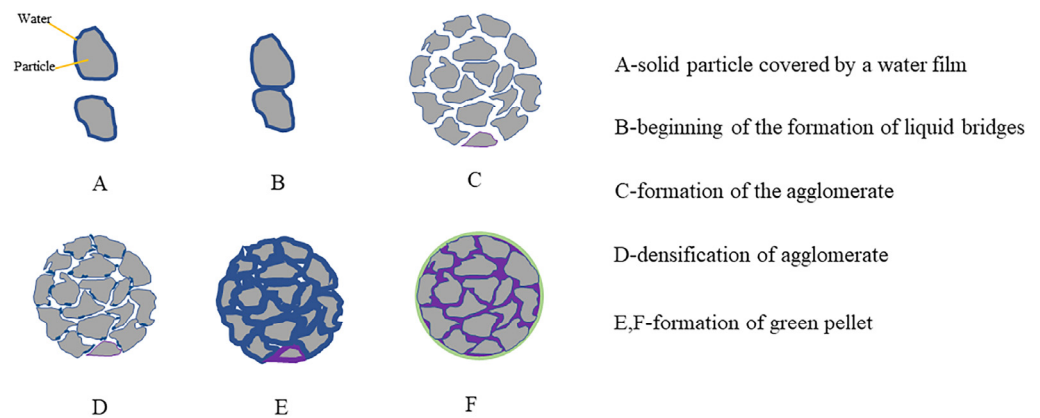 Water
Particle
A
B
C
D
E
F
A-solid particle covered by a water film
B-beginning of the formation of liquid bridges
C-formation of the agglomerate
D-densification of agglomerate
E,F-formation of green pellet